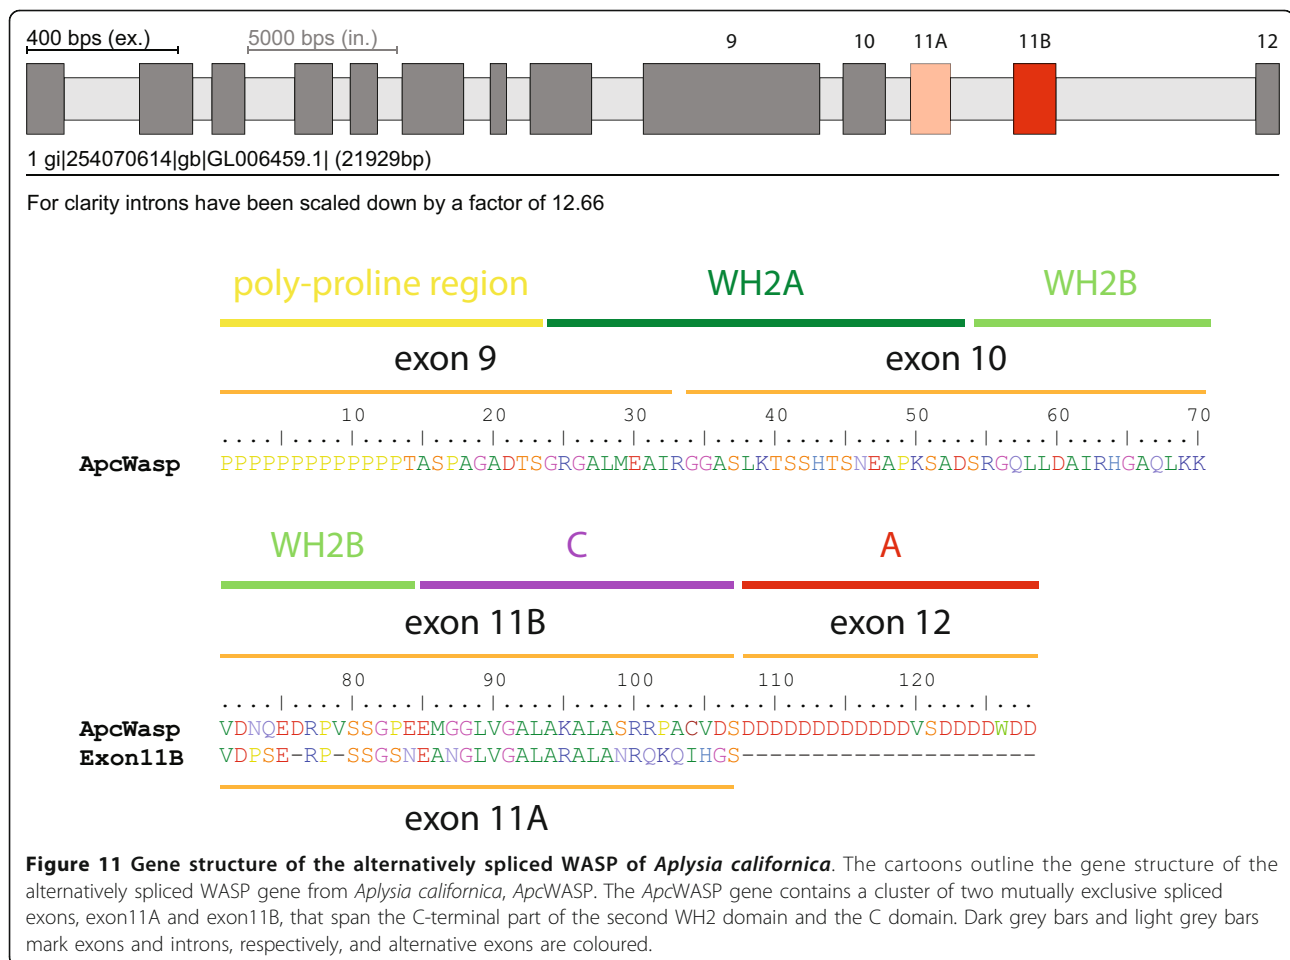 400 bps (ex.)
5000 bps (in.)
9
10
11A
11B
12
1 gi|254070614|gb|GL006459.1| (21929bp)
For clarity introns have been scaled down by a factor of 12.66
poly-proline region
WH2A
WH2B
exon 9
exon 10
10 20 30 40 50 60 70
....|....|....|....|....|....|....|....|....|....|....|....|....|....|
ApcWasp PPPPPPPPPPPPPTASPAGADTSGRGALMEAIRGGASLKTSSHTSNEAPKSADSRGQLLDAIRHGAQLKK
WH2B
C
A
exon 11B
exon 12
80 90 100 110 120
....|....|....|....|....|....|....|....|....|....|....|...
ApcWasp VDNQEDRPVSSGPEEMGGLVGALAKALASRRPACVDSDDDDDDDDDDDDVSDDDDWDD
Exon11B VDPSE-RP-SSGSNEANGLVGALARALANRQKQIHGS---------------------
exon 11A
Figure 11 Gene structure of the alternatively spliced WASP of Aplysia californica. The cartoons outline the gene structure of the
alternatively spliced WASP gene from Aplysia californica, ApcWASP. The ApcWASP gene contains a cluster of two mutually exclusive spliced
exons, exon11A and exon11B, that span the C-terminal part of the second WH2 domain and the C domain. Dark grey bars and light grey bars
mark exons and introns, respectively, and alternative exons are coloured.